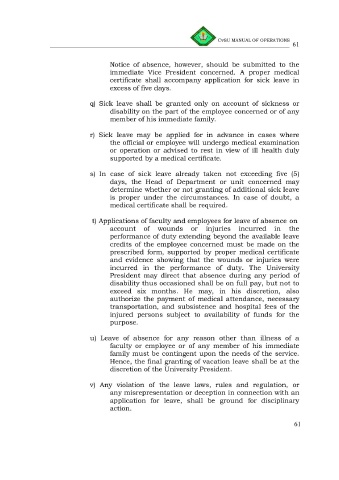 CvSU MANUAL OF OPERATIONS
61
Notice of absence, however, should be submitted to the
immediate Vice President concerned. A proper medical
certificate shall accompany application for sick leave in
excess of five days.
q) Sick leave shall be granted only on account of sickness or
disability on the part of the employee concerned or of any
member of his immediate family.
r) Sick leave may be applied for in advance in cases where
the official or employee will undergo medical examination
or operation or advised to rest in view of ill health duly
supported by a medical certificate.
s) In case of sick leave already taken not exceeding five (5)
days, the Head of Department or unit concerned may
determine whether or not granting of additional sick leave
is proper under the circumstances. In case of doubt, a
medical certificate shall be required.
t) Applications of faculty and employees for leave of absence on
account of wounds or injuries incurred in the
performance of duty extending beyond the available leave
credits of the employee concerned must be made on the
prescribed form, supported by proper medical certificate
and evidence showing that the wounds or injuries were
incurred in the performance of duty. The University
President may direct that absence during any period of
disability thus occasioned shall be on full pay, but not to
exceed six months. He may, in his discretion, also
authorize the payment of medical attendance, necessary
transportation, and subsistence and hospital fees of the
injured persons subject to availability of funds for the
purpose.
u) Leave of absence for any reason other than illness of a
faculty or employee or of any member of his immediate
family must be contingent upon the needs of the service.
Hence, the final granting of vacation leave shall be at the
discretion of the University President.
v) Any violation of the leave laws, rules and regulation, or
any misrepresentation or deception in connection with an
application for leave, shall be ground for disciplinary
action.
61